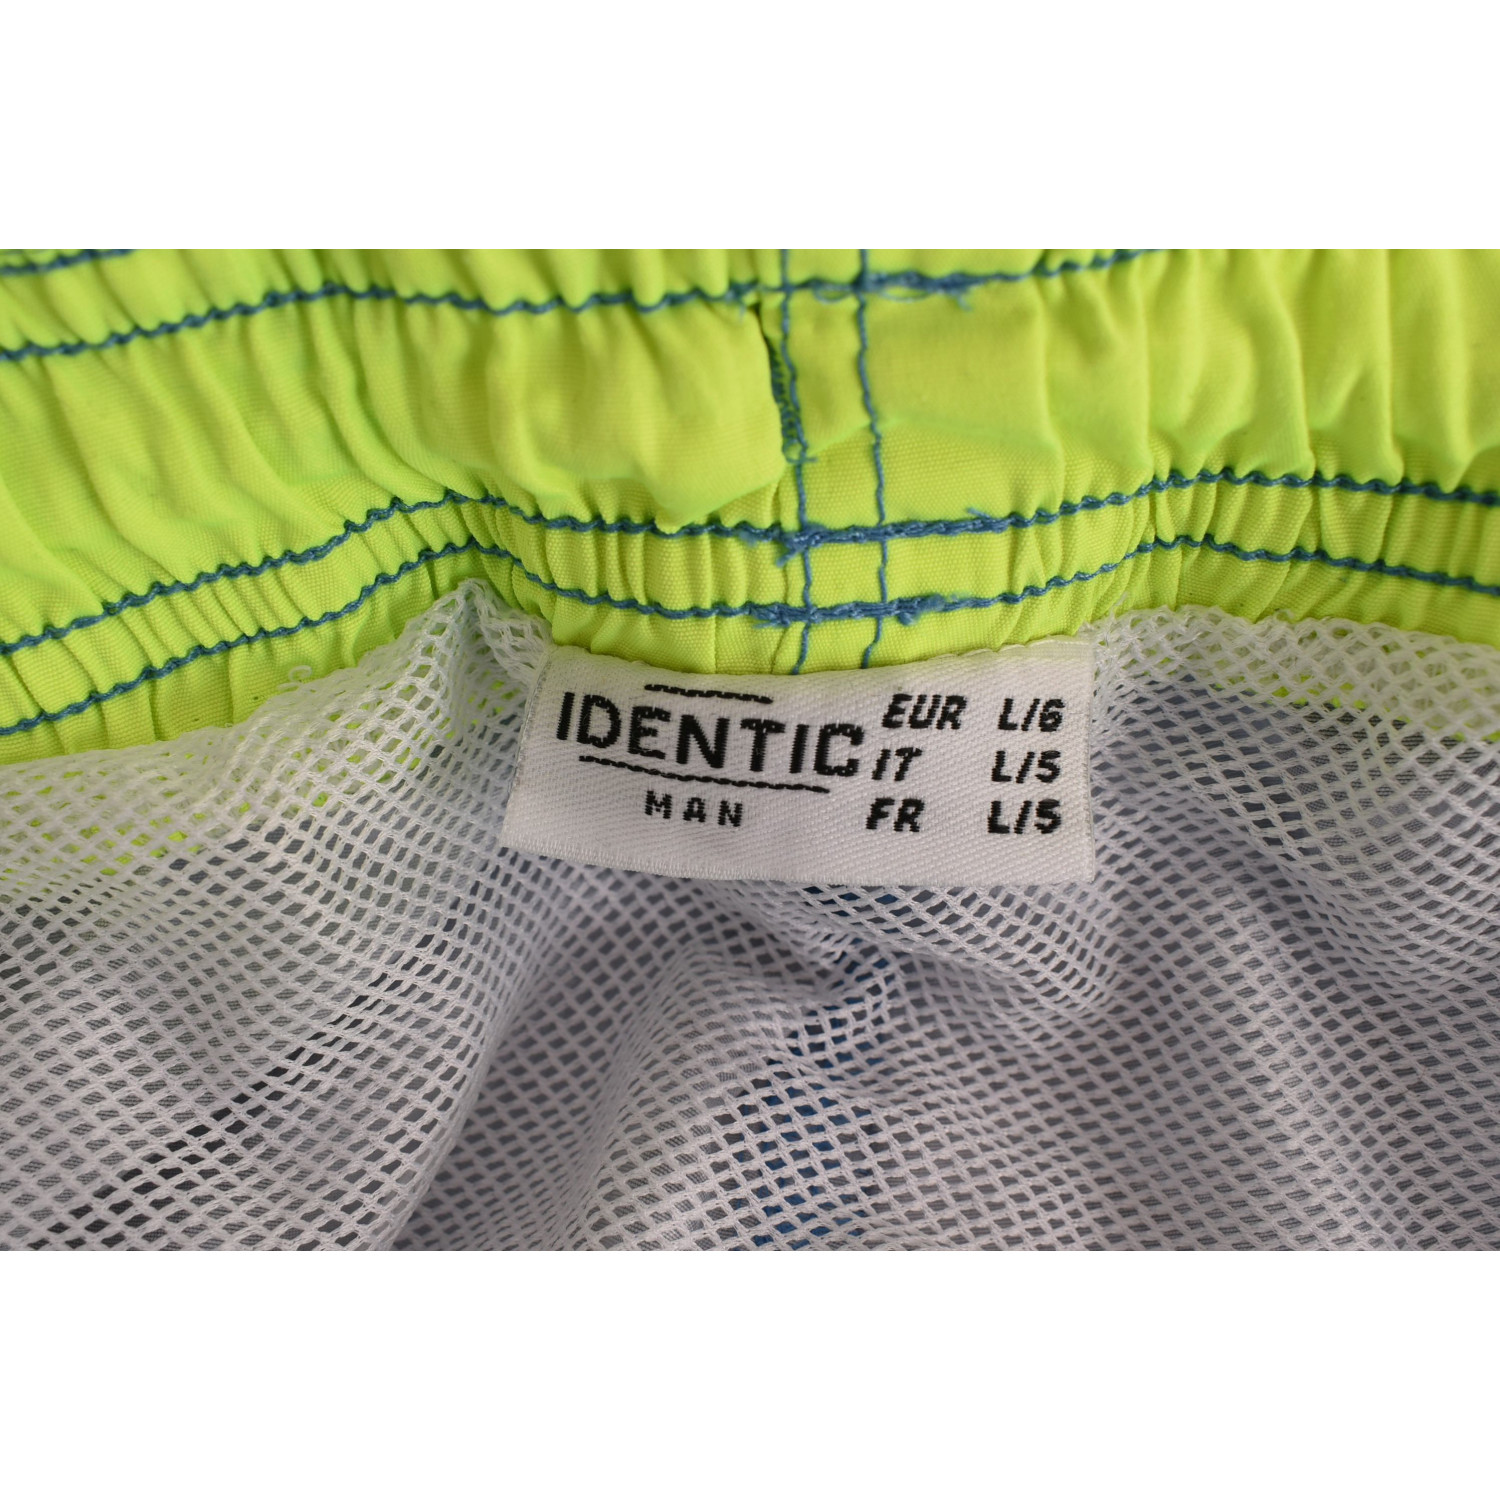 IDENTIC
MAN
EUR L/6
IT L/5
FR L/5